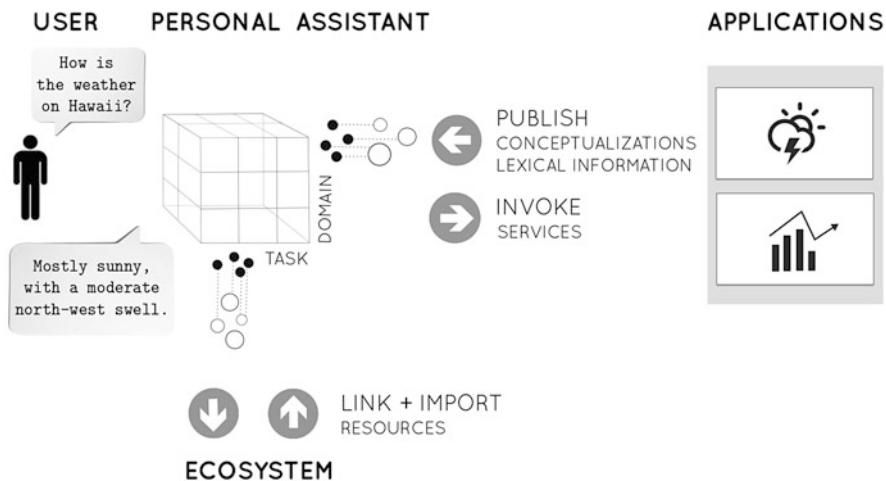 USER
PERSONAL ASSISTANT
APPLICATIONS
How is
the weather
on Hawaii?
PUBLISH
CONCEPTUALIZATIONS
LEXICAL INFORMATION
DOMAIN
INVOKE
SERVICES
TASK
Mostly sunny,
with a moderate
north-west swell.
LINK + IMPORT
RESOURCES
ECOSYSTEM